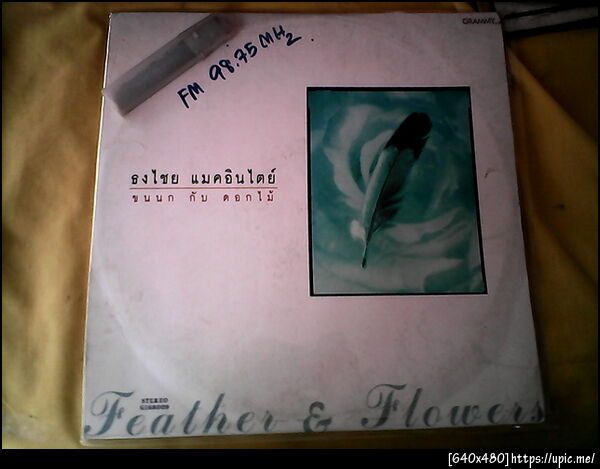 GRAMMY
FM 98.75 MHz.
ธงไชย แมคอินไตย์
ขนนก กับ ดอกไม้
STEREO
Feather & Flowers
[640x480]https://upic.me/